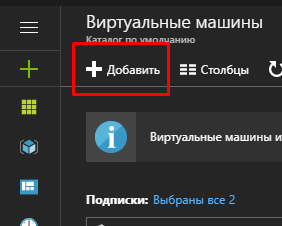 Виртуальные машины
Каталог по умолчанию
Добавить Столбцы
Виртуальные машины и
Подписки: Выбраны все 2